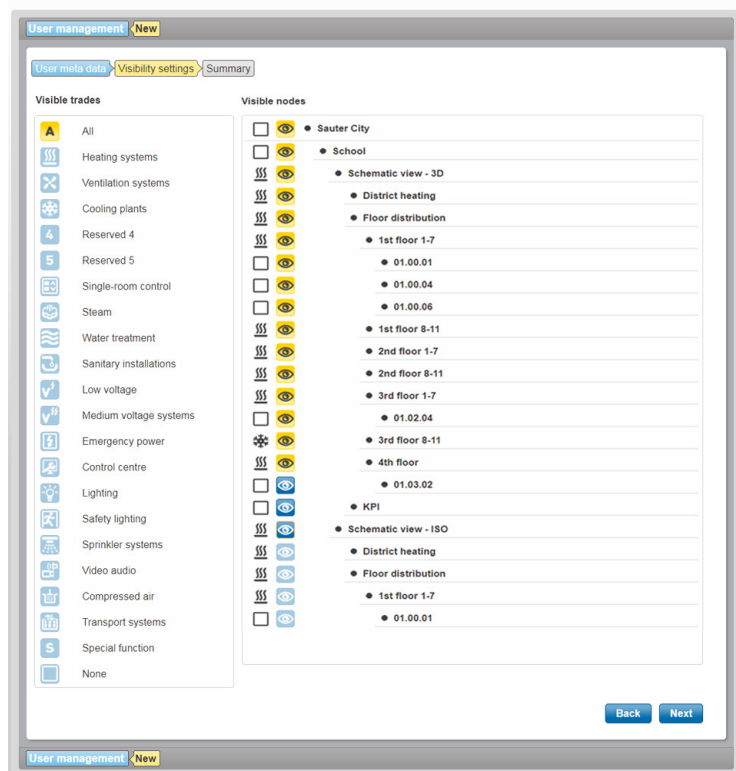 User management New
User meta data Visibility settings Summary
Visible trades
A All
Heating systems
Ventilation systems
Cooling plants
4 Reserved 4
5 Reserved 5
Single-room control
Steam
Water treatment
Sanitary installations
V Low voltage
V Medium voltage systems
Emergency power
Control centre
Lighting
Safety lighting
Sprinkler systems
Video audio
Compressed air
Transport systems
S Special function
None
Visible nodes
Sauter City
School
Schematic view - 3D
District heating
Floor distribution
1st floor 1-7
01.00.01
01.00.04
01.00.06
1st floor 8-11
2nd floor 1-7
2nd floor 8-11
3rd floor 1-7
01.02.04
3rd floor 8-11
4th floor
01.03.02
KPI
Schematic view - ISO
District heating
Floor distribution
1st floor 1-7
01.00.01
Back Next
User management New